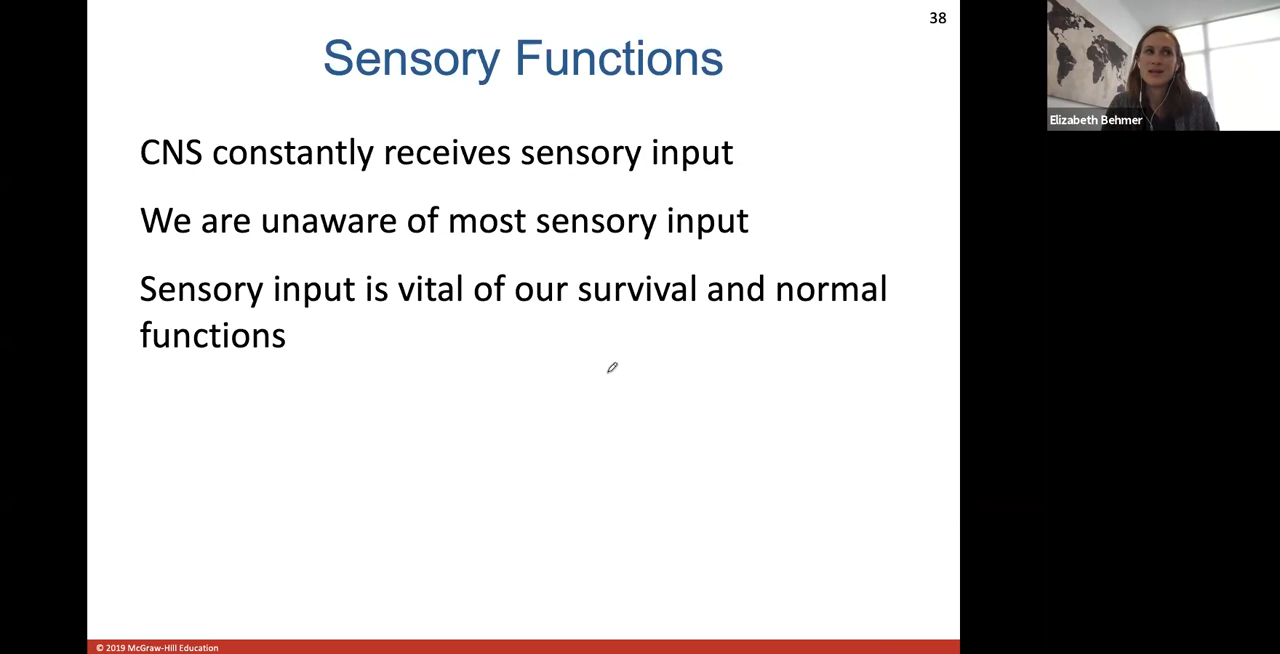 38
Sensory Functions
Elizabeth Behmer
CNS constantly receives sensory input
We are unaware of most sensory input
Sensory input is vital of our survival and normal
functions
© 2019 McGraw-Hill Education